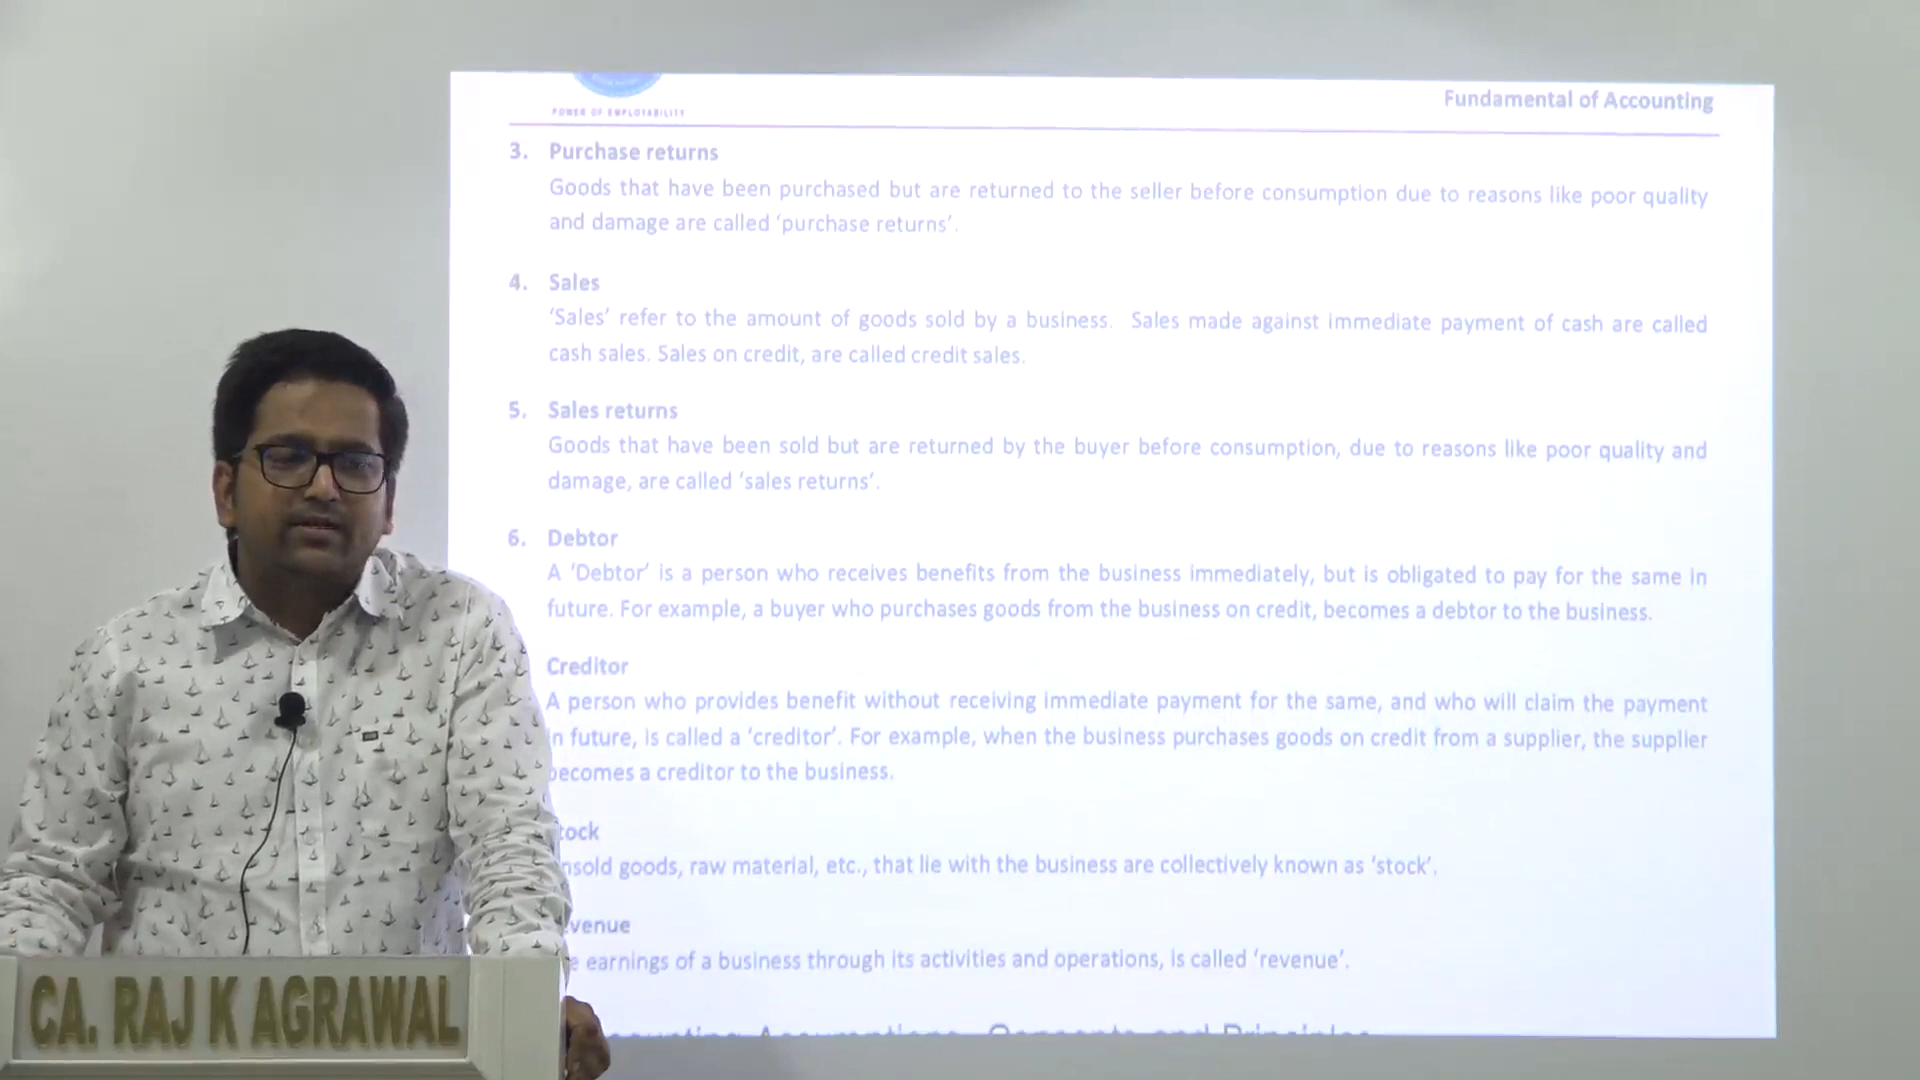 POWER OF EMPLOYABILITY
Fundamental of Accounting
3. Purchase returns
Goods that have been purchased but are returned to the seller before consumption due to reasons like poor quality
and damage are called ‘purchase returns’.
4. Sales
‘Sales’ refer to the amount of goods sold by a business. Sales made against immediate payment of cash are called
cash sales. Sales on credit, are called credit sales.
5. Sales returns
Goods that have been sold but are returned by the buyer before consumption, due to reasons like poor quality and
damage, are called ‘sales returns’.
6. Debtor
A ‘Debtor’ is a person who receives benefits from the business immediately, but is obligated to pay for the same in
future. For example, a buyer who purchases goods from the business on credit, becomes a debtor to the business.
Creditor
A person who provides benefit without receiving immediate payment for the same, and who will claim the payment
in future, is called a ‘creditor’. For example, when the business purchases goods on credit from a supplier, the supplier
becomes a creditor to the business.
tock
nsold goods, raw material, etc., that lie with the business are collectively known as ‘stock’.
venue
e earnings of a business through its activities and operations, is called ‘revenue’.
CA. RAJ K AGRAWAL